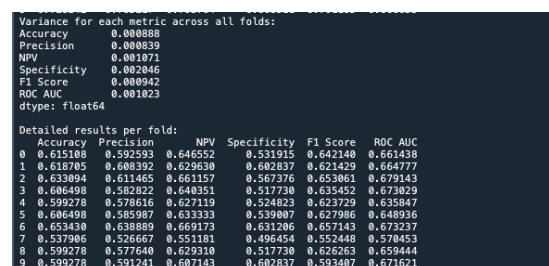 Variance for each metric across all folds:
Accuracy 0.000888
Precision 0.000839
NPV 0.001071
Specificity 0.002046
F1 Score 0.000942
ROC AUC 0.001023
dtype: float64
Detailed results per fold:
Accuracy Precision NPV Specificity F1 Score ROC AUC
0 0.615108 0.592593 0.646552 0.531915 0.642140 0.661438
1 0.618705 0.608392 0.629630 0.602837 0.621429 0.664777
2 0.633094 0.611465 0.661157 0.567376 0.653061 0.679143
3 0.606498 0.582822 0.640351 0.517730 0.635452 0.673029
4 0.599278 0.578616 0.627119 0.524823 0.623729 0.635847
5 0.606498 0.585987 0.633333 0.539007 0.627986 0.648936
6 0.653430 0.638889 0.669173 0.631206 0.657143 0.673237
7 0.537906 0.526667 0.551181 0.496454 0.552448 0.570453
8 0.599278 0.577640 0.629310 0.517730 0.626263 0.659444
9 0.599278 0.591241 0.607143 0.602837 0.593407 0.671621